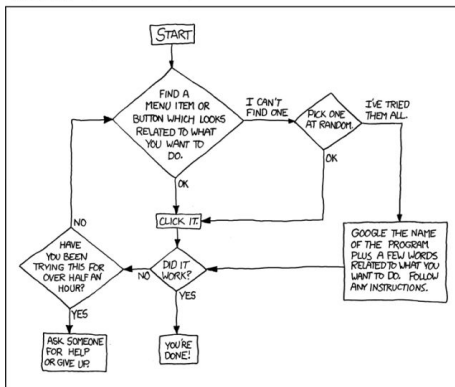 START
FIND A
MENU ITEM OR
BUTTON WHICH LOOKS
RELATED TO WHAT
YOU WANT TO
DO.
I CAN'T
FIND ONE
PICK ONE
AT RANDOM.
I'VE TRIED
THEM ALL.
OK
OK
CLICK IT.
NO
GOOGLE THE NAME
OF THE PROGRAM
PLUS A FEW WORDS
RELATED TO WHAT YOU
WANT TO DO. FOLLOW
ANY INSTRUCTIONS.
HAVE
YOU BEEN
TRYING THIS FOR
OVER HALF AN
HOUR?
NO
DID IT
WORK?
YES
YES
ASK SOMEONE
FOR HELP
OR GIVE UP.
YOU'RE
DONE!